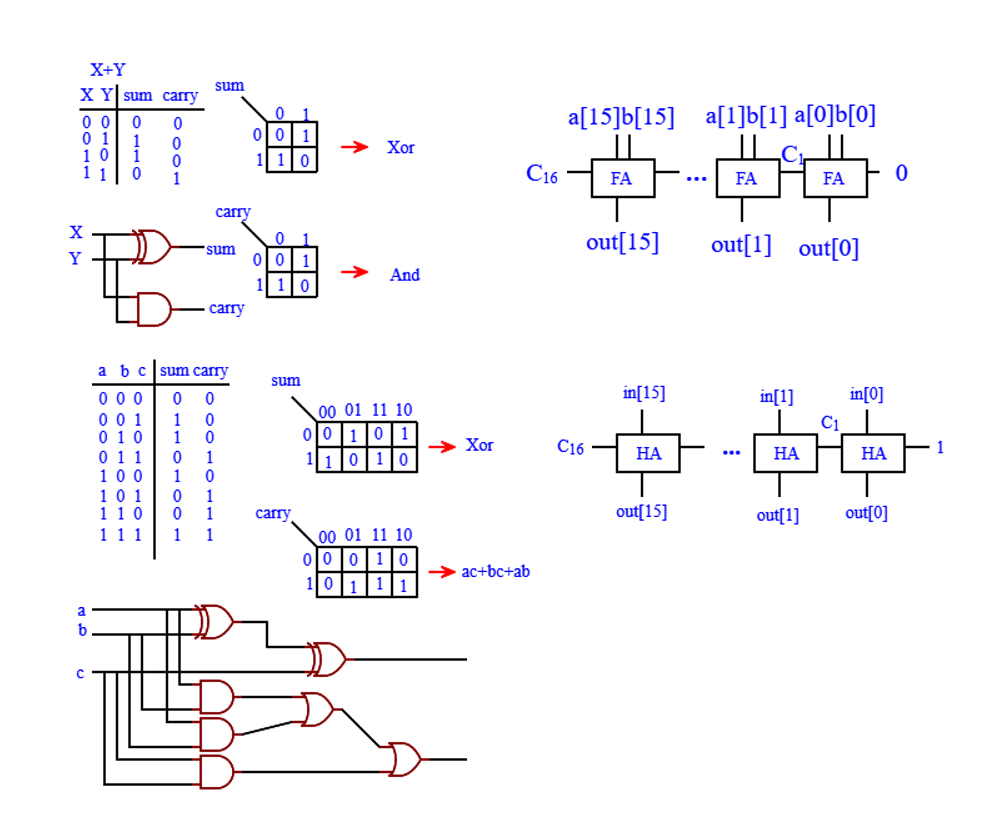 X+Y
X Y sum carry
0 0 0 0
0 1 1 0
1 0 1 0
1 1 0 1
sum
0 1
0 0 1
1 1 0
Xor
X
Y
sum
carry
carry
0 1
0 0 1
1 1 0
And
a b c sum carry
0 0 0 0 0
0 0 1 1 0
0 1 0 1 0
0 1 1 0 1
1 0 0 1 0
1 0 1 0 1
1 1 0 0 1
1 1 1 1 1
sum
00 01 11 10
0 0 1 0 1
1 1 0 1 0
Xor
carry
00 01 11 10
0 0 0 1 0
1 0 1 1 1
ac+bc+ab
a
b
c
a[15]b[15] a[1]b[1] a[0]b[0]
C16 FA ... FA C1 FA 0
out[15] out[1] out[0]
in[15] in[1] in[0]
C16 HA ... HA C1 HA 1
out[15] out[1] out[0]